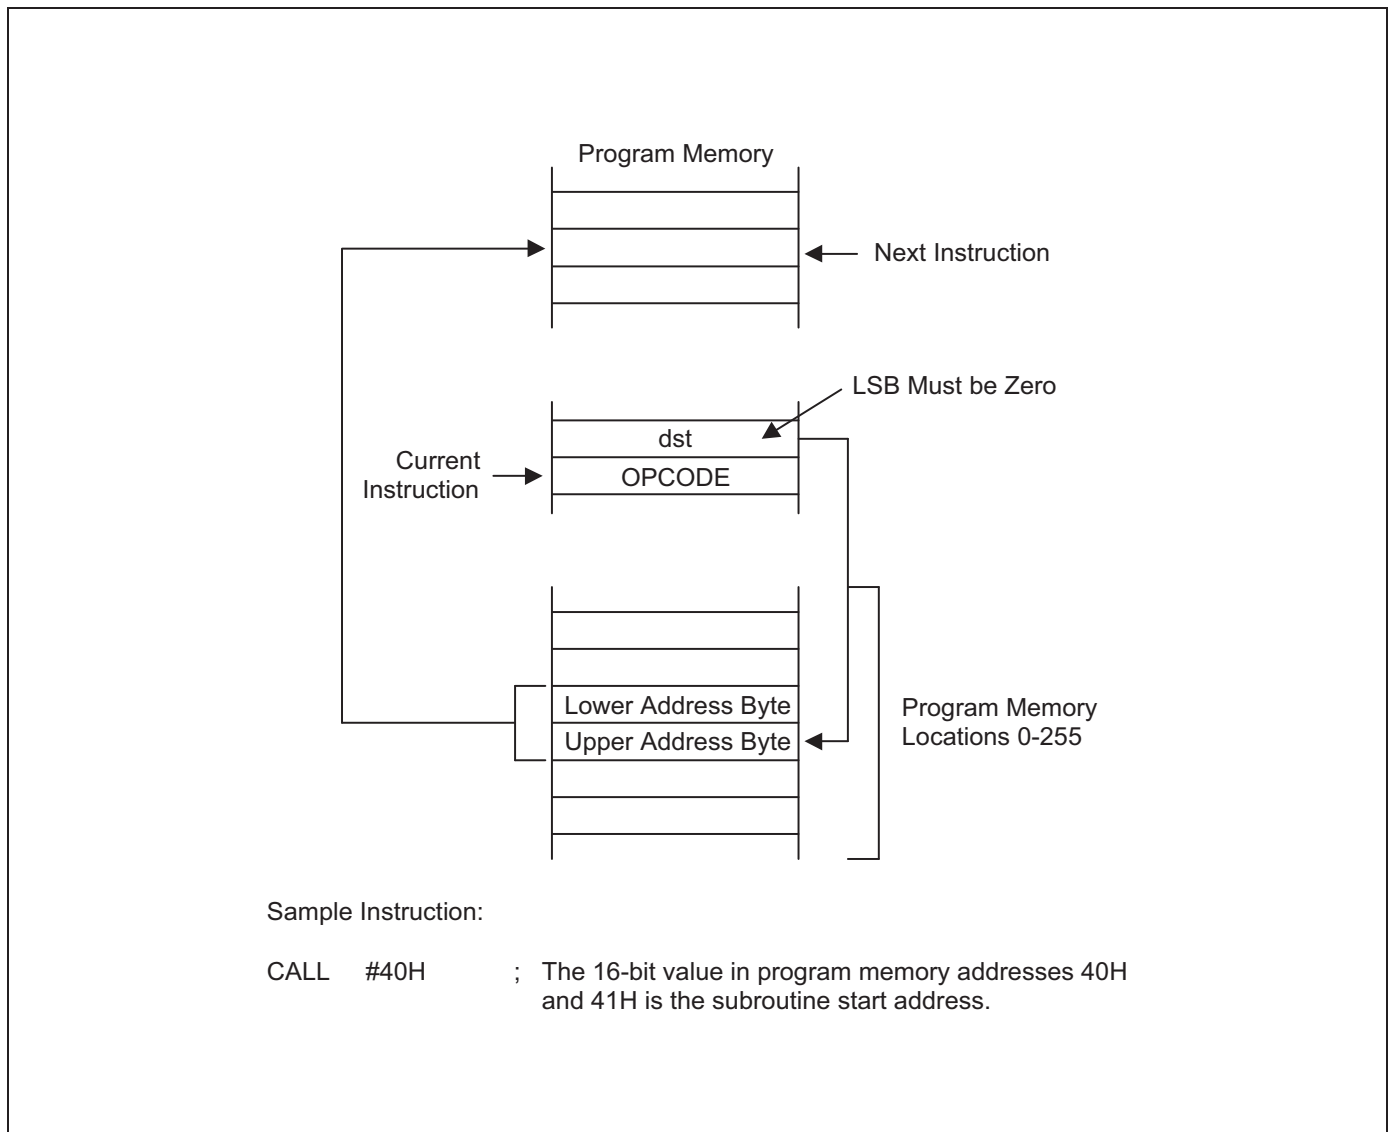 Program Memory
Next Instruction
LSB Must be Zero
dst
Current
Instruction
OPCODE
Lower Address Byte
Upper Address Byte
Program Memory
Locations 0-255
Sample Instruction:
CALL #40H ; The 16-bit value in program memory addresses 40H
and 41H is the subroutine start address.